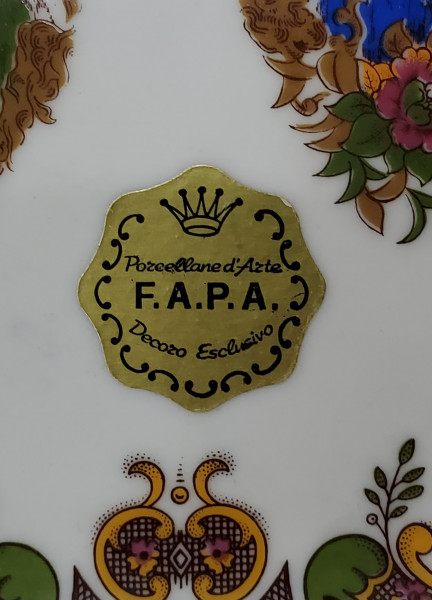 Porcellane d'Arte
F.A.P.A.
Decoro Esclusivo